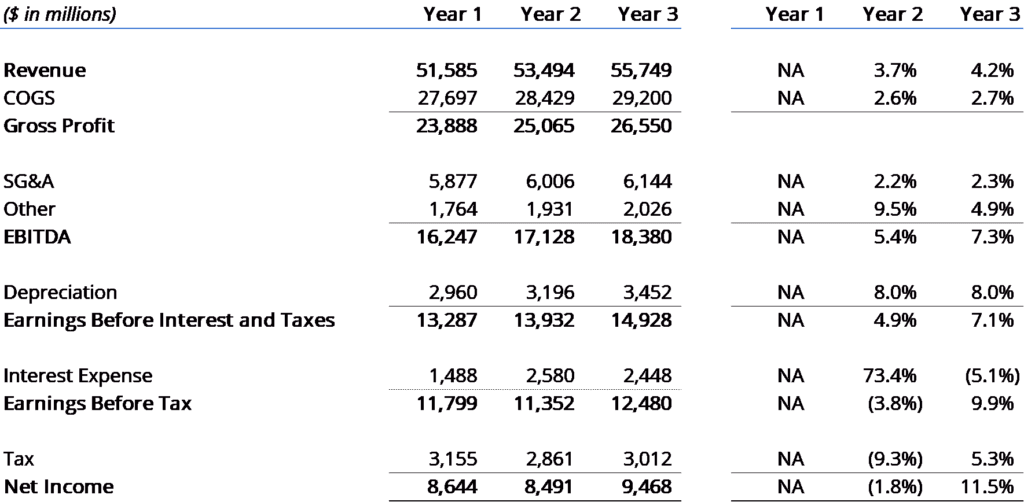 ($ in millions) Year 1 Year 2 Year 3 Year 1 Year 2 Year 3
Revenue 51,585 53,494 55,749 NA 3.7% 4.2%
COGS 27,697 28,429 29,200 NA 2.6% 2.7%
Gross Profit 23,888 25,065 26,550
SG&A 5,877 6,006 6,144 NA 2.2% 2.3%
Other 1,764 1,931 2,026 NA 9.5% 4.9%
EBITDA 16,247 17,128 18,380 NA 5.4% 7.3%
Depreciation 2,960 3,196 3,452 NA 8.0% 8.0%
Earnings Before Interest and Taxes 13,287 13,932 14,928 NA 4.9% 7.1%
Interest Expense 1,488 2,580 2,448 NA 73.4% (5.1%)
Earnings Before Tax 11,799 11,352 12,480 NA (3.8%) 9.9%
Tax 3,155 2,861 3,012 NA (9.3%) 5.3%
Net Income 8,644 8,491 9,468 NA (1.8%) 11.5%